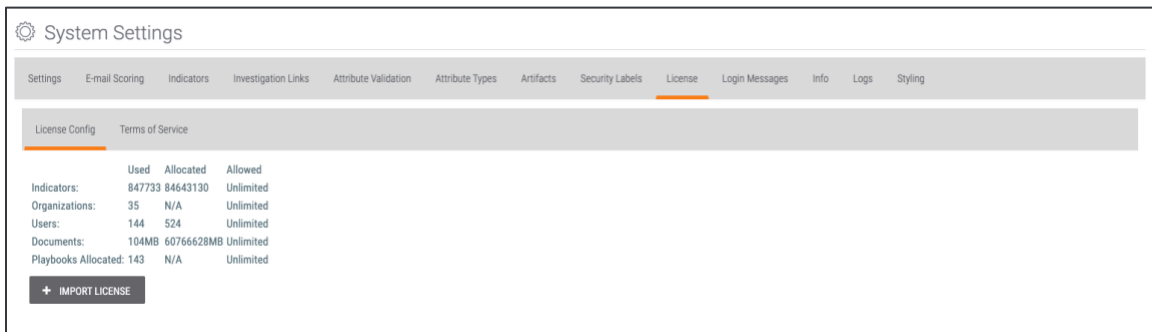 System Settings
Settings E-mail Scoring Indicators Investigation Links Attribute Validation Attribute Types Artifacts Security Labels License Login Messages Info Logs Styling
License Config Terms of Service
Used Allocated Allowed
Indicators: 847733 84643130 Unlimited
Organizations: 35 N/A Unlimited
Users: 144 524 Unlimited
Documents: 104MB 60766628MB Unlimited
Playbooks Allocated: 143 N/A Unlimited
+ IMPORT LICENSE